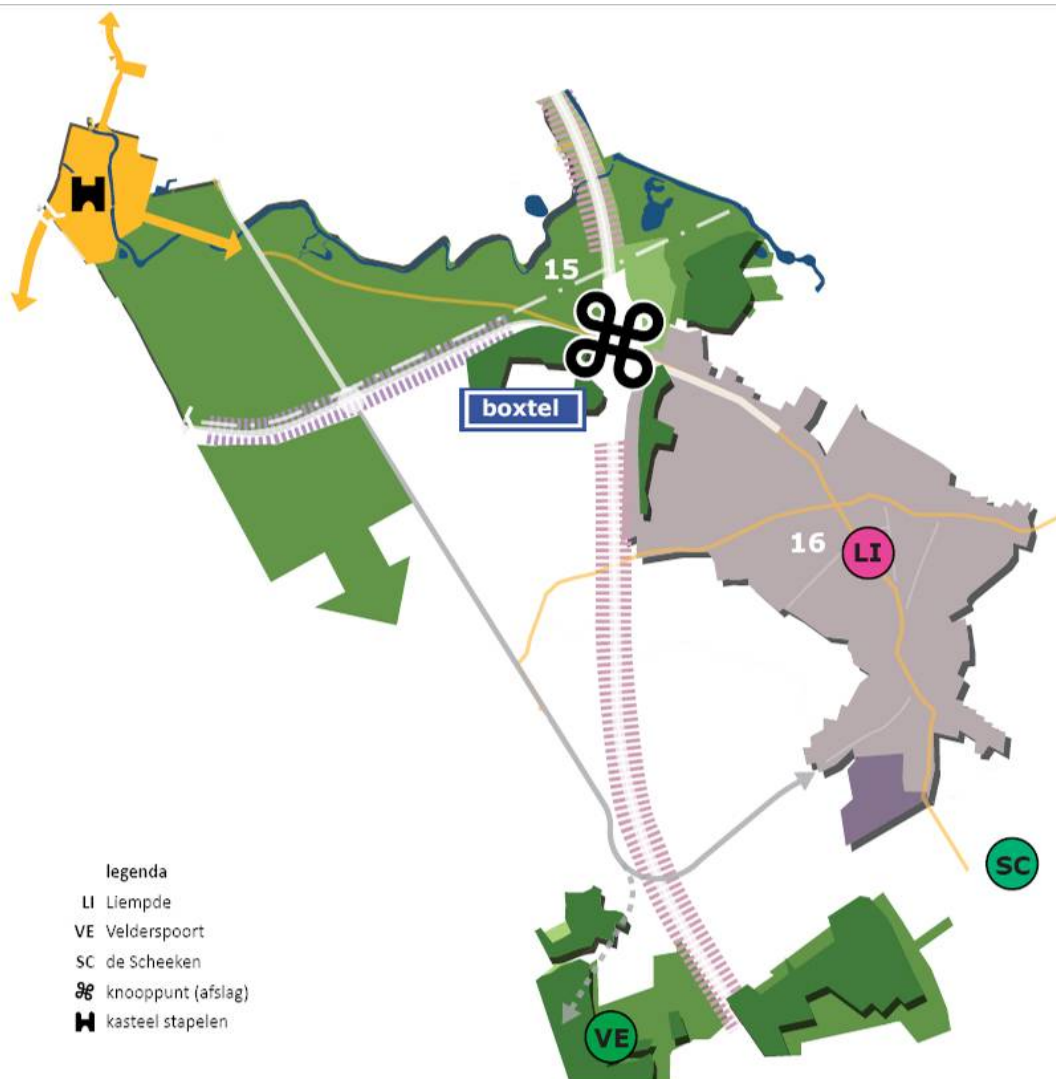 15
boxtel
16
LI
SC
VE
legenda
LI Liempde
VE Velderspoort
SC de Scheeken
⌘ knooppunt (afslag)
kasteel stapelen